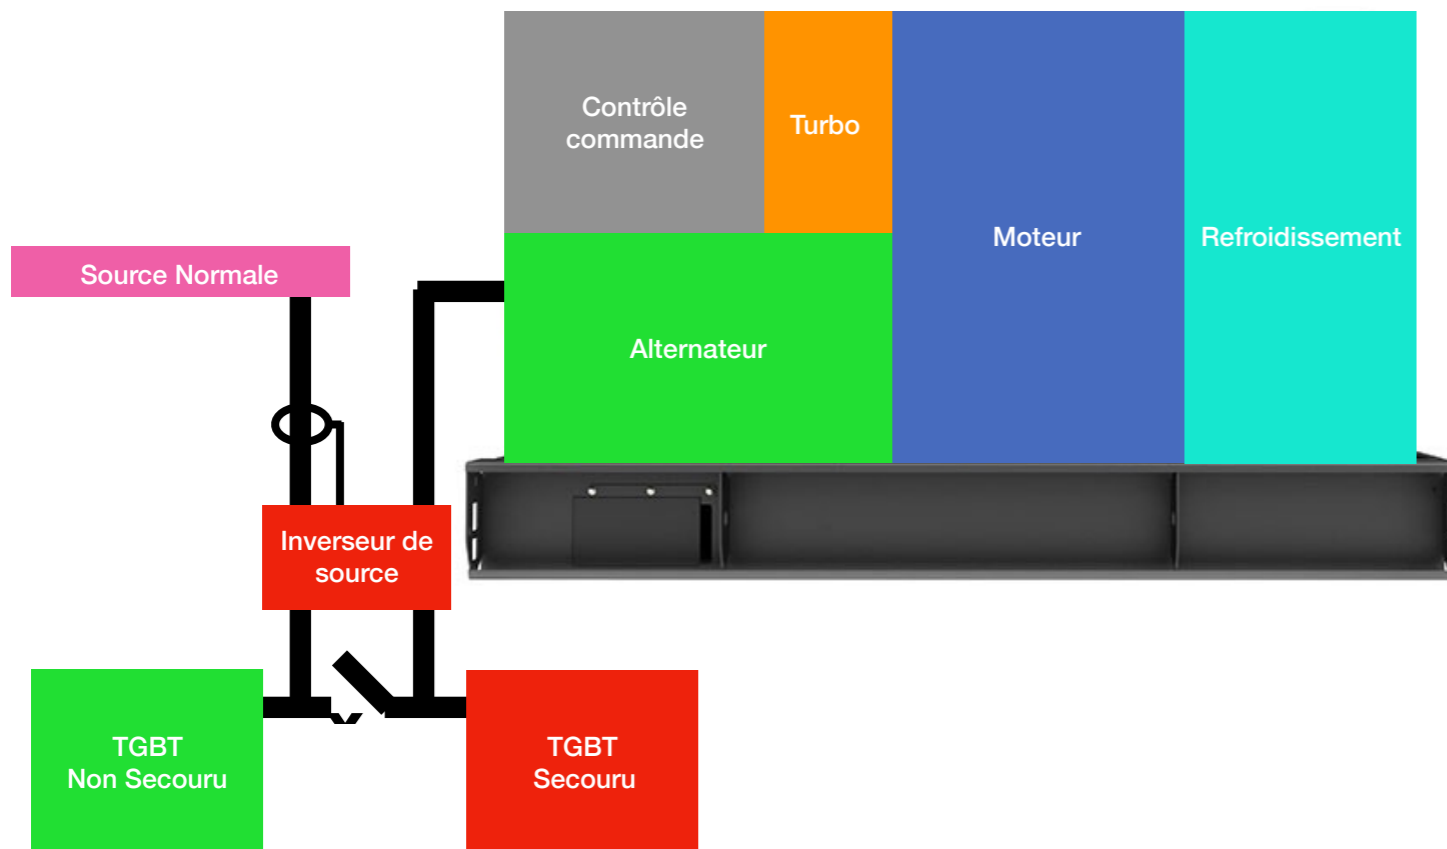 Contrôle
commande
Turbo
Moteur
Refroidissement
Source Normale
Alternateur
Inverseur de
source
TGBT
Non Secouru
TGBT
Secouru